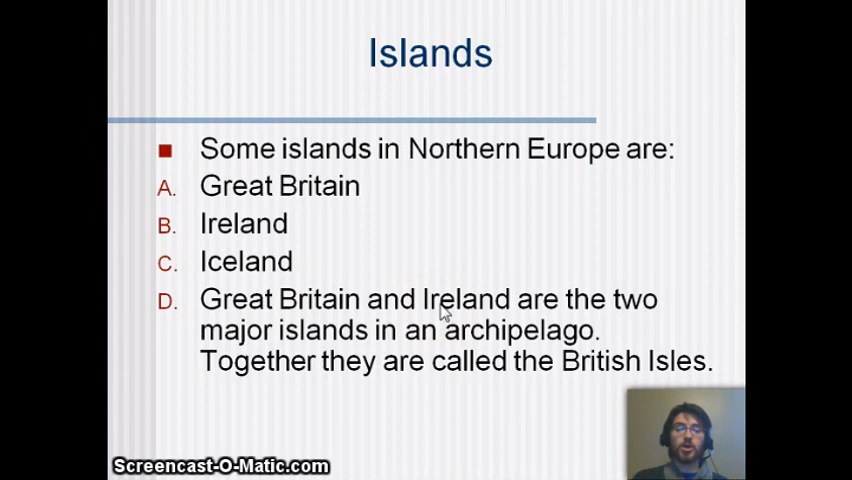 Islands
Some islands in Northern Europe are:
A. Great Britain
B. Ireland
C. Iceland
D. Great Britain and Ireland are the two
major islands in an archipelago.
Together they are called the British Isles.
Screencast-O-Matic.com